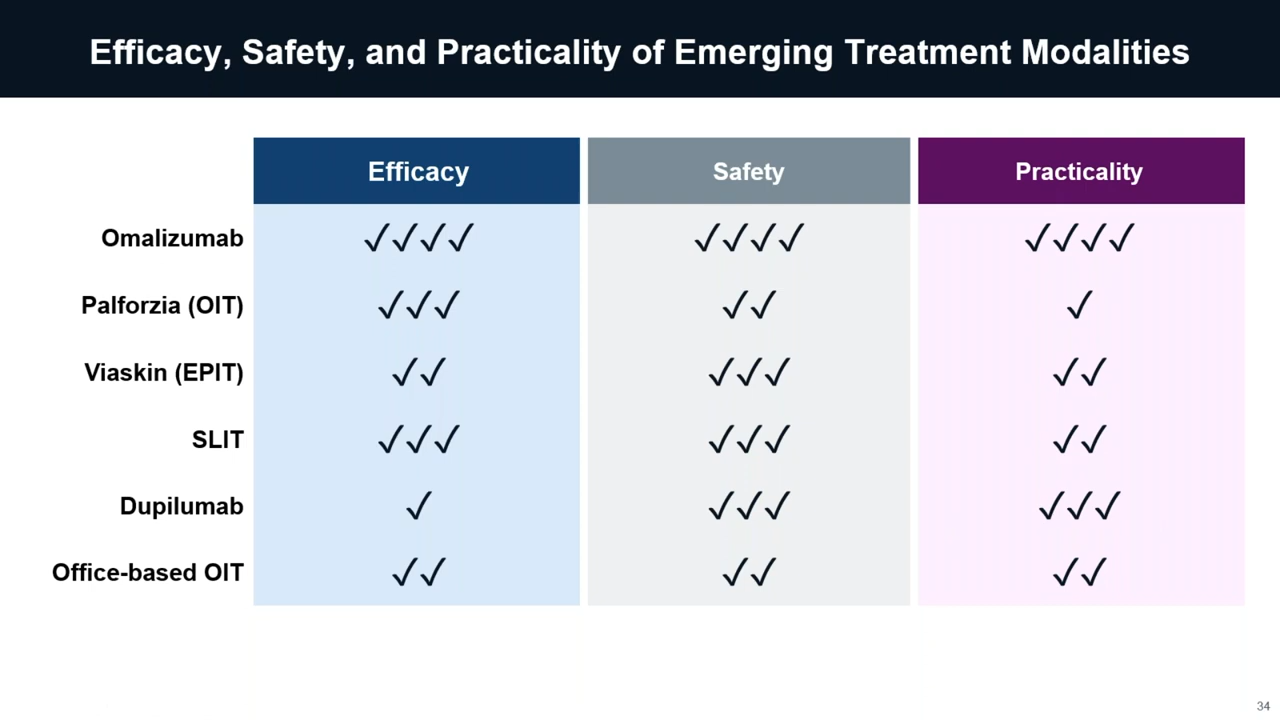 Efficacy, Safety, and Practicality of Emerging Treatment Modalities
Efficacy Safety Practicality
Omalizumab ✓✓✓✓ ✓✓✓✓ ✓✓✓✓
Palforzia (OIT) ✓✓✓ ✓✓ ✓
Viaskin (EPIT) ✓✓ ✓✓✓ ✓✓
SLIT ✓✓✓ ✓✓✓ ✓✓
Dupilumab ✓ ✓✓✓ ✓✓✓
Office-based OIT ✓✓ ✓✓ ✓✓
34